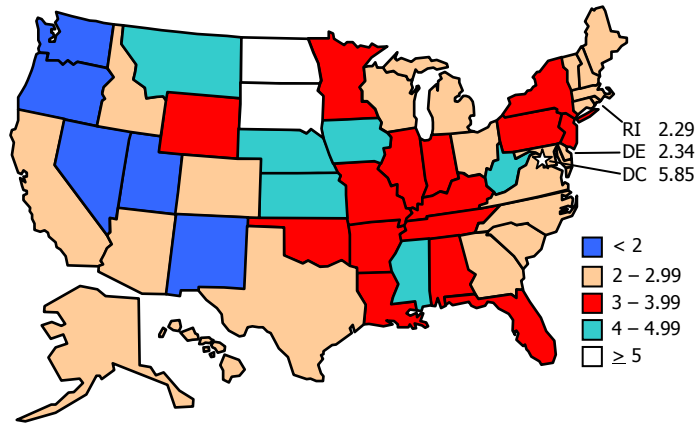 RI 2.29
DE 2.34
DC 5.85
< 2
2 – 2.99
3 – 3.99
4 – 4.99
≥ 5